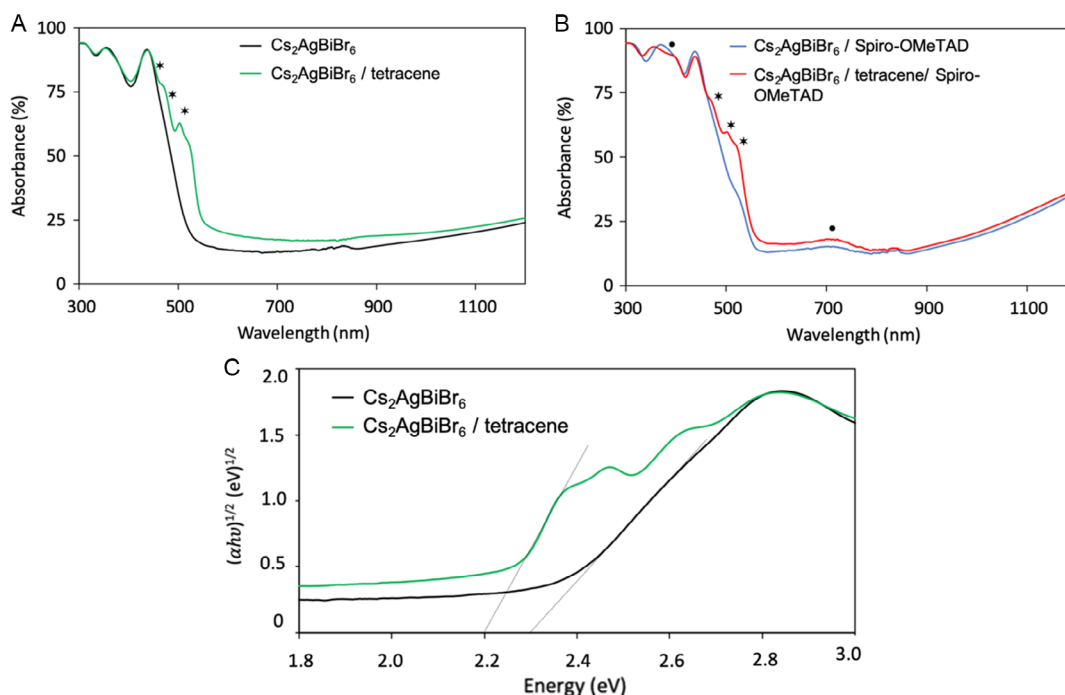 A
Cs₂AgBiBr₆
Cs₂AgBiBr₆ / tetracene
Absorbance (%)
100
75
50
25
0
300 500 700 900 1100
Wavelength (nm)
B
Cs₂AgBiBr₆ / Spiro-OMeTAD
Cs₂AgBiBr₆ / tetracene/ Spiro-
OMeTAD
Absorbance (%)
100
75
50
25
0
300 500 700 900 1100
Wavelength (nm)
C
Cs₂AgBiBr₆
Cs₂AgBiBr₆ / tetracene
(αhυ)^1/2 (eV)^1/2
2.0
1.5
1.0
0.5
0
1.8 2.0 2.2 2.4 2.6 2.8 3.0
Energy (eV)